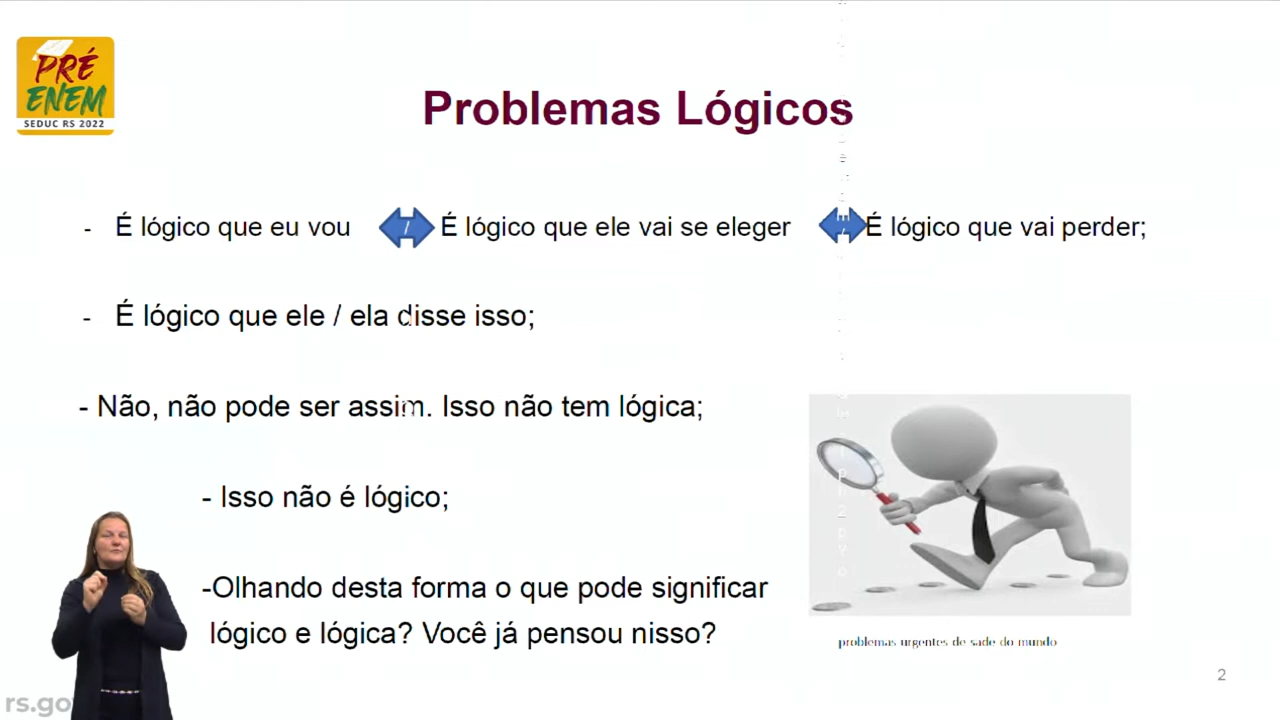 PRÉ
ENEM
SEDUC RS 2022
Problemas Lógicos
- É lógico que eu vou / É lógico que ele vai se eleger É lógico que vai perder;
- É lógico que ele / ela disse isso;
- Não, não pode ser assim. Isso não tem lógica;
- Isso não é lógico;
-Olhando desta forma o que pode significar
lógico e lógica? Você já pensou nisso?
problemas urgentes de sade do mundo
2
rs.go